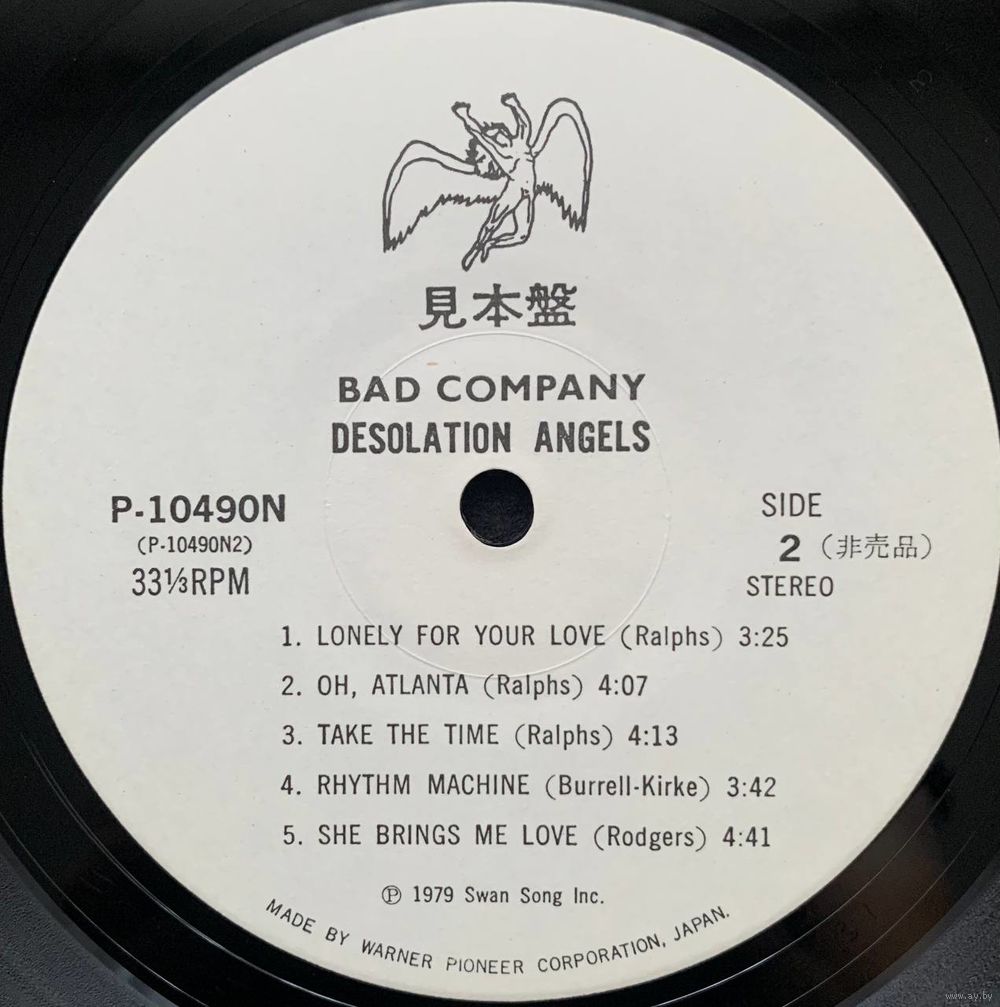 見本盤
BAD COMPANY
DESOLATION ANGELS
P-10490N
(P-10490N2)
33⅓RPM
SIDE
2 (非売品)
STEREO
1. LONELY FOR YOUR LOVE (Ralphs) 3:25
2. OH, ATLANTA (Ralphs) 4:07
3. TAKE THE TIME (Ralphs) 4:13
4. RHYTHM MACHINE (Burrell-Kirke) 3:42
5. SHE BRINGS ME LOVE (Rodgers) 4:41
Ⓟ 1979 Swan Song Inc.
MADE BY WARNER PIONEER CORPORATION, JAPAN.
www.ay.by